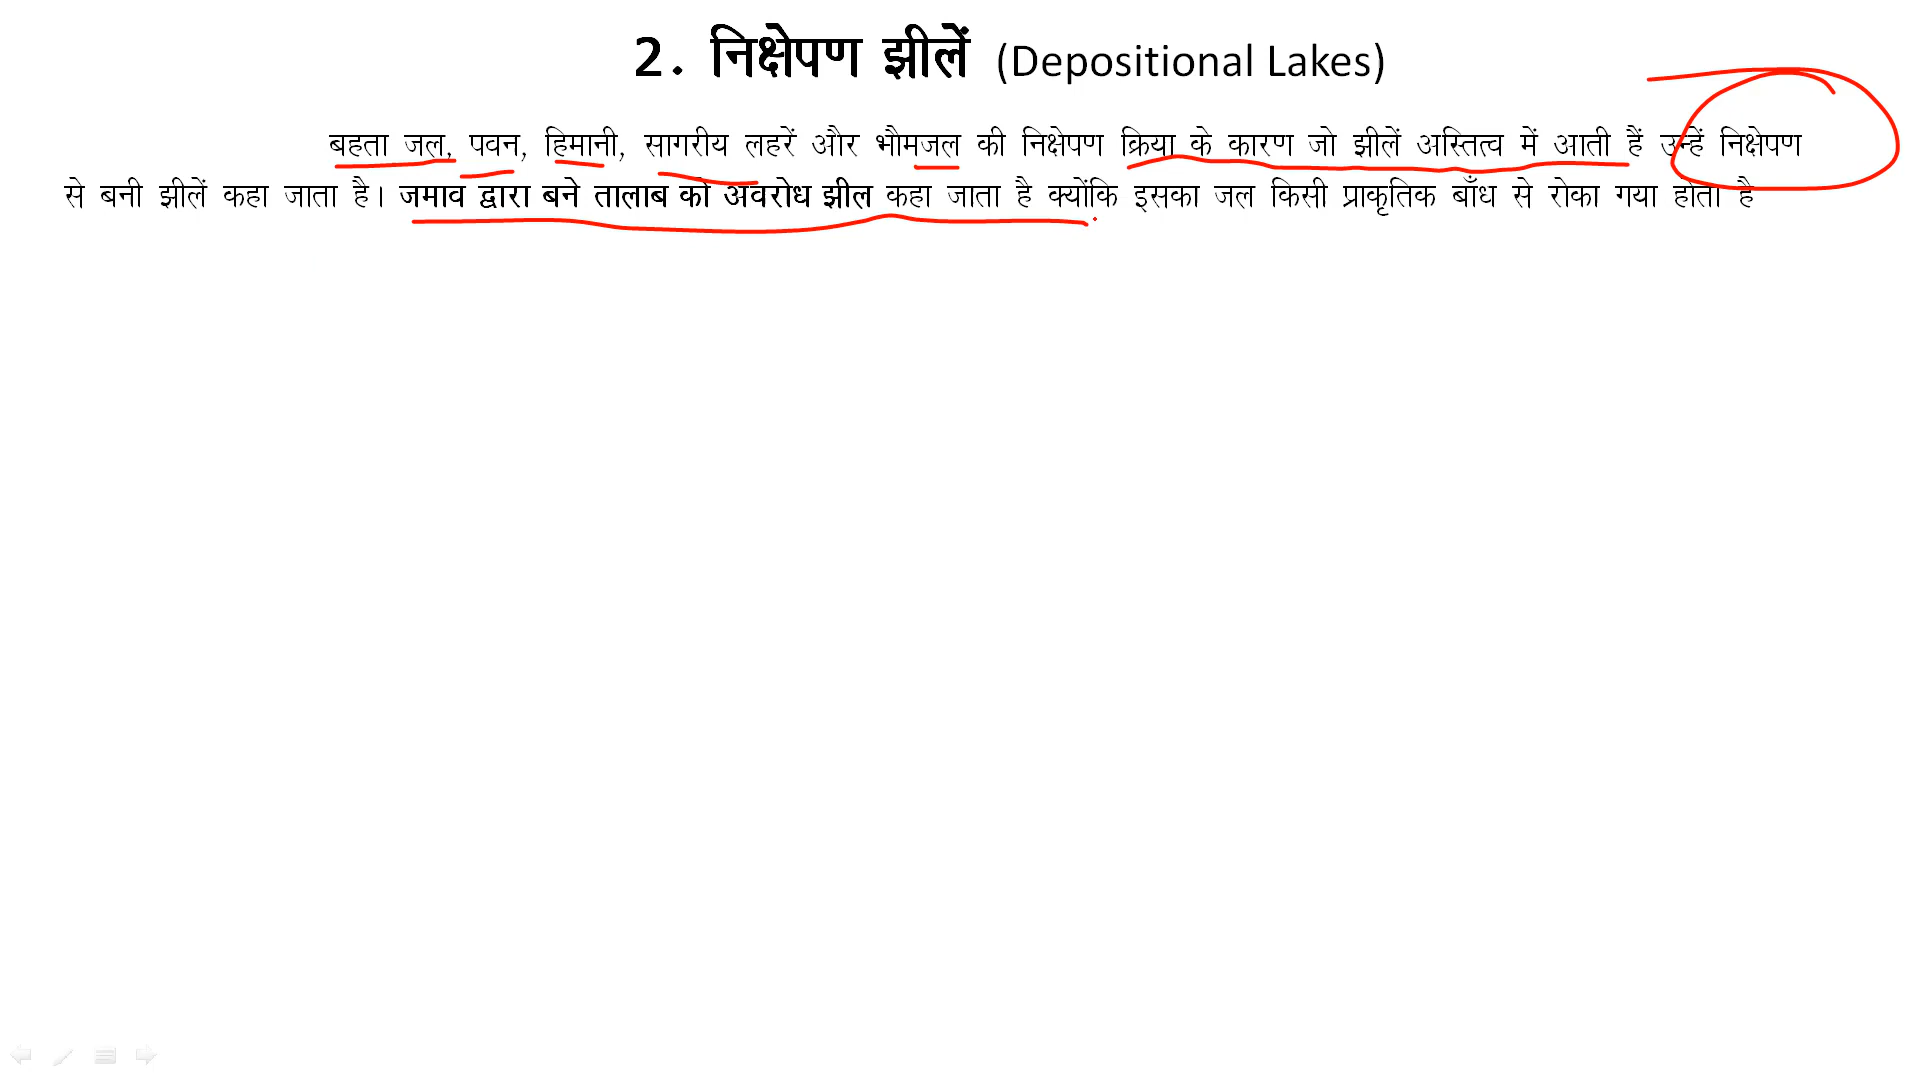 2. निक्षेपण झीलें (Depositional Lakes)
बहता जल, पवन, हिमानी, सागरीय लहरें और भौमजल की निक्षेपण क्रिया के कारण जो झीलें अस्तित्व में आती हैं उन्हें निक्षेपण
से बनी झीलें कहा जाता है। जमाव द्वारा बने तालाब को अवरोध झील कहा जाता है क्योंकि इसका जल किसी प्राकृतिक बाँध से रोका गया होता है